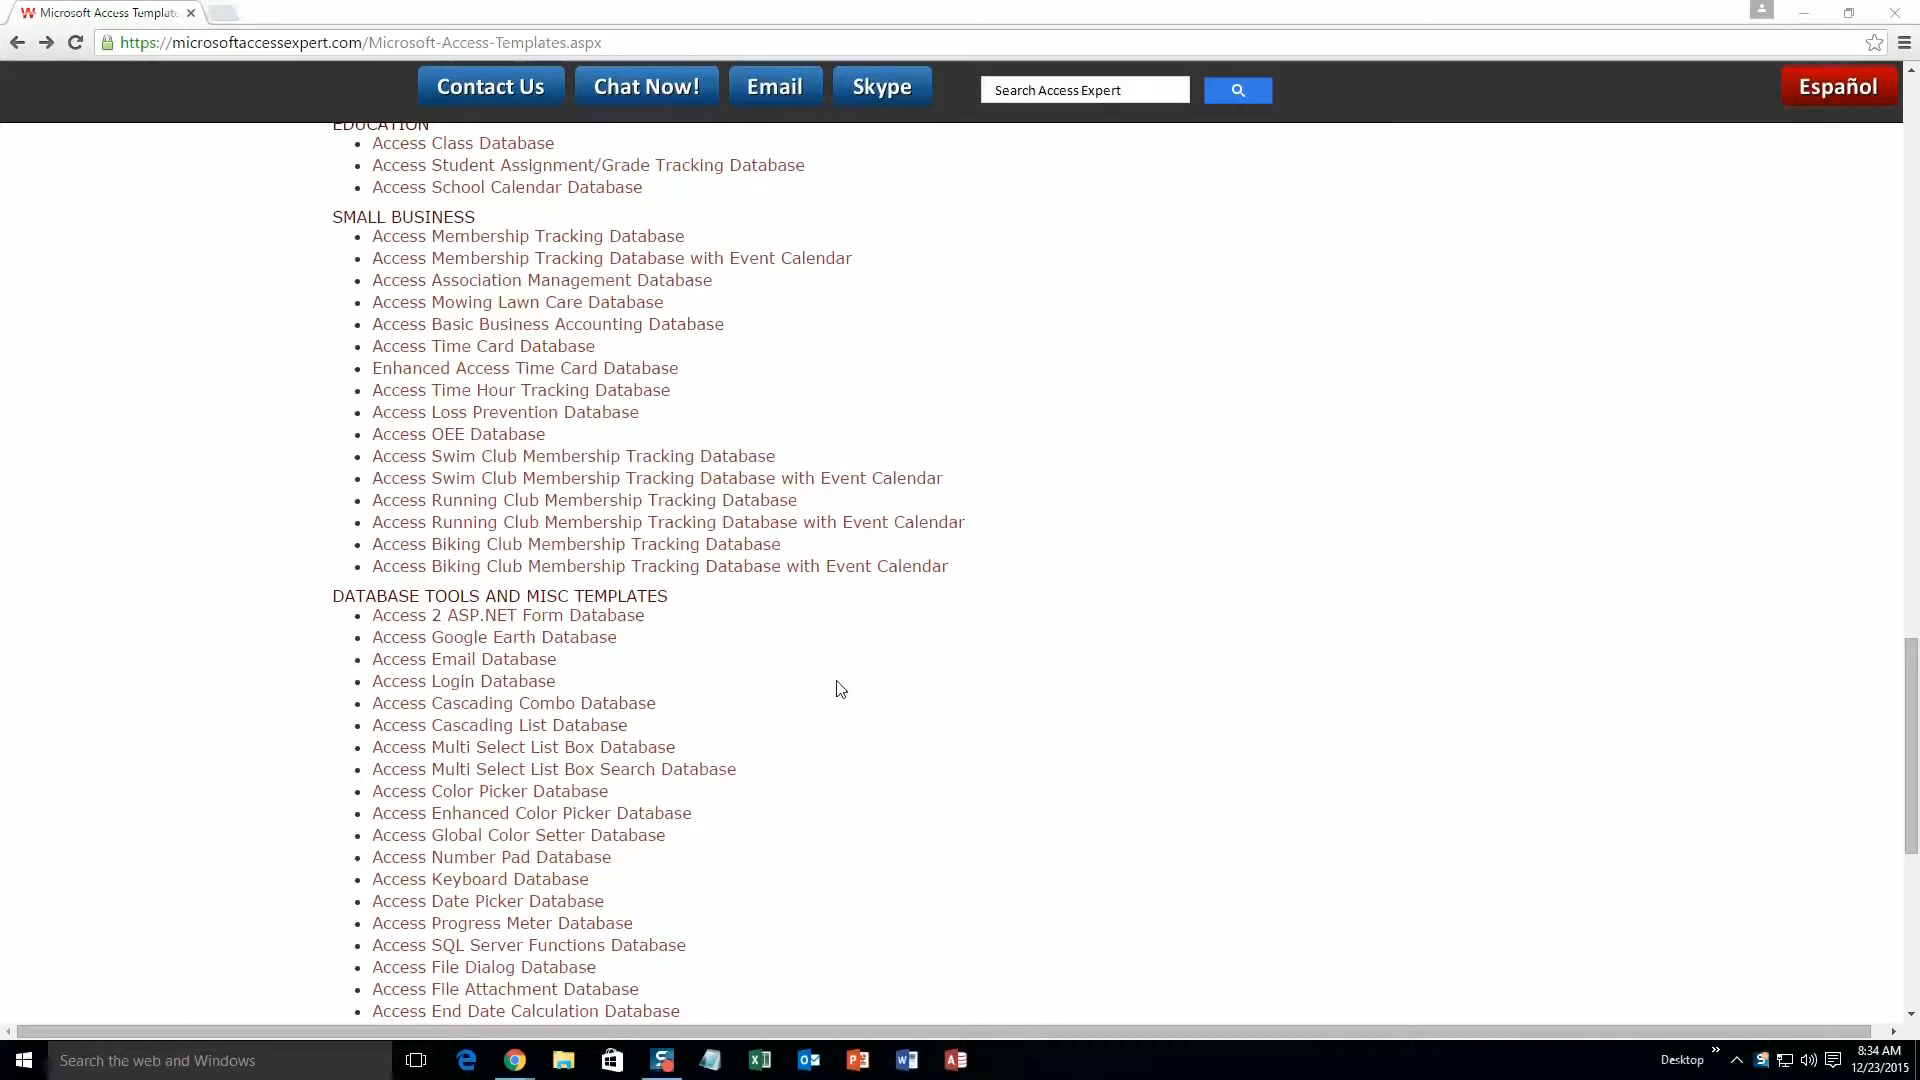 Microsoft Access Templat
https://microsoftaccessexpert.com/Microsoft-Access-Templates.aspx
Contact Us
Chat Now!
Email
Skype
Search Access Expert
Español
EDUCATION
Access Class Database
Access Student Assignment/Grade Tracking Database
Access School Calendar Database
SMALL BUSINESS
Access Membership Tracking Database
Access Membership Tracking Database with Event Calendar
Access Association Management Database
Access Mowing Lawn Care Database
Access Basic Business Accounting Database
Access Time Card Database
Enhanced Access Time Card Database
Access Time Hour Tracking Database
Access Loss Prevention Database
Access OEE Database
Access Swim Club Membership Tracking Database
Access Swim Club Membership Tracking Database with Event Calendar
Access Running Club Membership Tracking Database
Access Running Club Membership Tracking Database with Event Calendar
Access Biking Club Membership Tracking Database
Access Biking Club Membership Tracking Database with Event Calendar
DATABASE TOOLS AND MISC TEMPLATES
Access 2 ASP.NET Form Database
Access Google Earth Database
Access Email Database
Access Login Database
Access Cascading Combo Database
Access Cascading List Database
Access Multi Select List Box Database
Access Multi Select List Box Search Database
Access Color Picker Database
Access Enhanced Color Picker Database
Access Global Color Setter Database
Access Number Pad Database
Access Keyboard Database
Access Date Picker Database
Access Progress Meter Database
Access SQL Server Functions Database
Access File Dialog Database
Access File Attachment Database
Access End Date Calculation Database
Search the web and Windows
Desktop
8:34 AM
12/23/2015